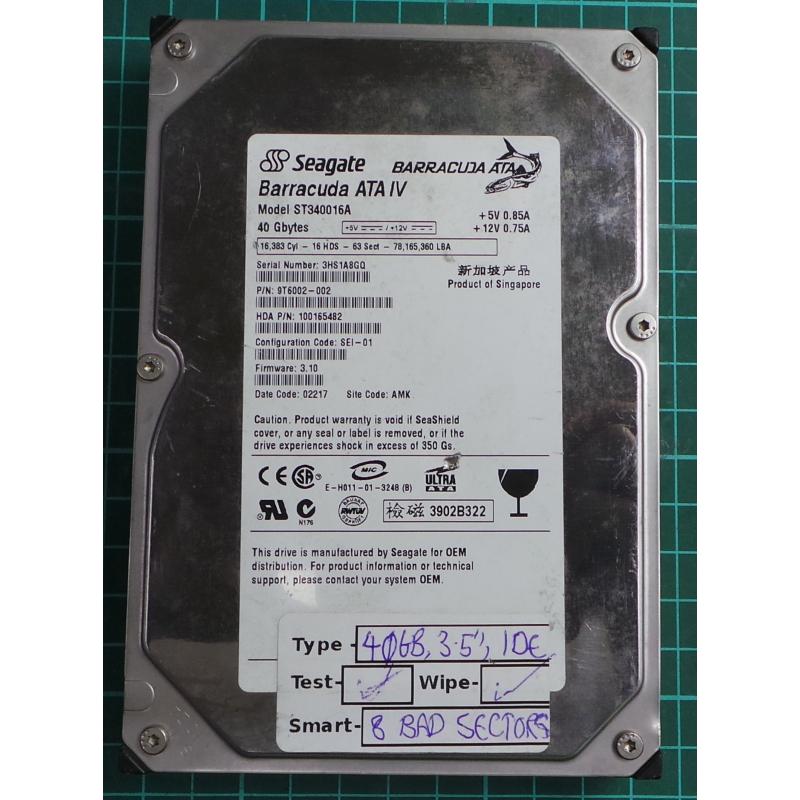 Seagate BARRACUDA ATA
Barracuda ATA IV
Model ST340016A
+5V 0.85A
40 Gbytes +5V / +12V +12V 0.75A
16,383 Cyl - 16 HDS - 63 Sect - 78,165,360 LBA
Serial Number: 3HS1A8GQ
新加坡产品
Product of Singapore
P/N: 9T6002-002
HDA P/N: 100165482
Configuration Code: SEI-01
Firmware: 3.10
Date Code: 02217 Site Code: AMK
Caution. Product warranty is void if SeaShield
cover, or any seal or label is removed, or if the
drive experiences shock in excess of 350 Gs.
CE SA MIC ULTRA ATA
E-H011-01-3248 (B)
N176 RWTUV 檢磁 3902B322
This drive is manufactured by Seagate for OEM
distribution. For product information or technical
support, please contact your system OEM.
Type - 40GB, 3.5", IDE
Test- Wipe-
Smart- 8 BAD SECTORS